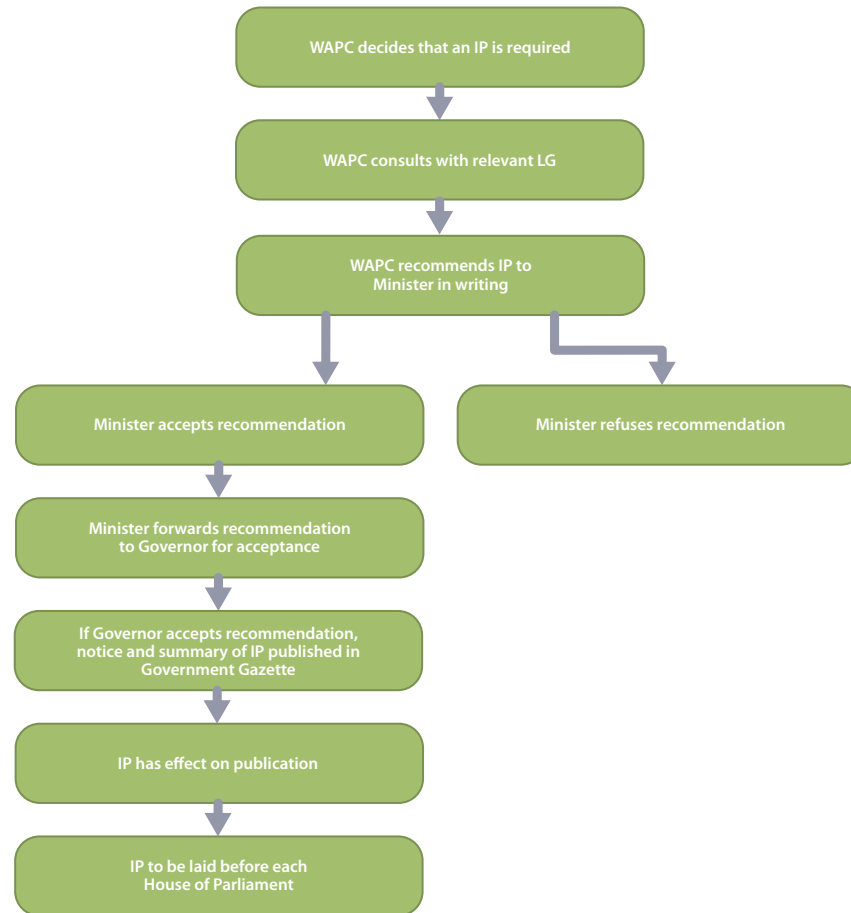 WAPC decides that an IP is required
WAPC consults with relevant LG
WAPC recommends IP to
Minister in writing
Minister accepts recommendation
Minister refuses recommendation
Minister forwards recommendation
to Governor for acceptance
If Governor accepts recommendation,
notice and summary of IP published in
Government Gazette
IP has effect on publication
IP to be laid before each
House of Parliament